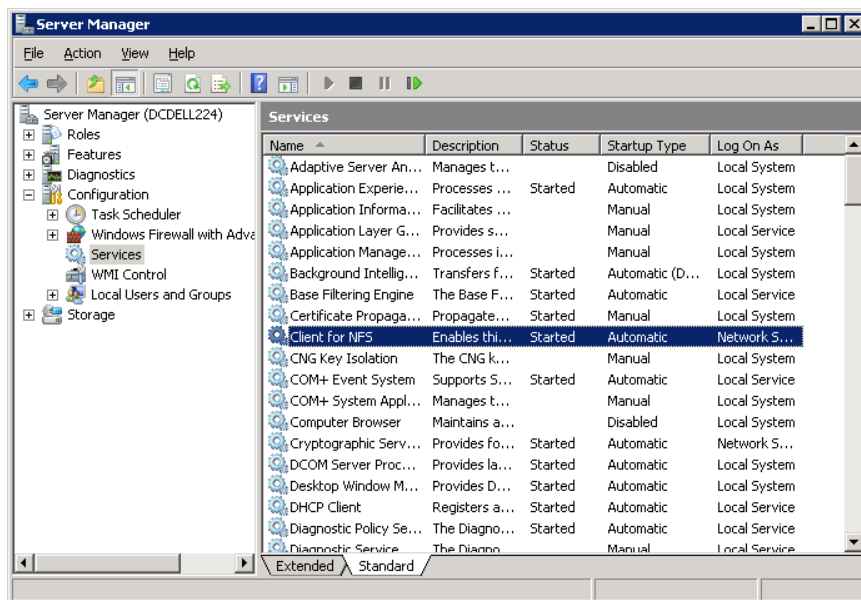 Server Manager
File Action View Help
Server Manager (DCDELL224)
Roles
Features
Diagnostics
Configuration
Task Scheduler
Windows Firewall with Adva
Services
WMI Control
Local Users and Groups
Storage
Services
Name Description Status Startup Type Log On As
Adaptive Server An... Manages t... Disabled Local System
Application Experie... Processes ... Started Automatic Local System
Application Informa... Facilitates ... Manual Local System
Application Layer G... Provides s... Manual Local Service
Application Manage... Processes i... Manual Local System
Background Intellig... Transfers f... Started Automatic (D... Local System
Base Filtering Engine The Base F... Started Automatic Local Service
Certificate Propaga... Propagate... Started Manual Local System
Client for NFS Enables thi... Started Automatic Network S...
CNG Key Isolation The CNG k... Manual Local System
COM+ Event System Supports S... Started Automatic Local Service
COM+ System Appl... Manages t... Manual Local System
Computer Browser Maintains a... Disabled Local System
Cryptographic Serv... Provides fo... Started Automatic Network S...
DCOM Server Proc... Provides la... Started Automatic Local System
Desktop Window M... Provides D... Started Automatic Local System
DHCP Client Registers a... Started Automatic Local Service
Diagnostic Policy Se... The Diagno... Started Automatic Local Service
Diagnostic Service The Diagno Manual Local Service
Extended Standard